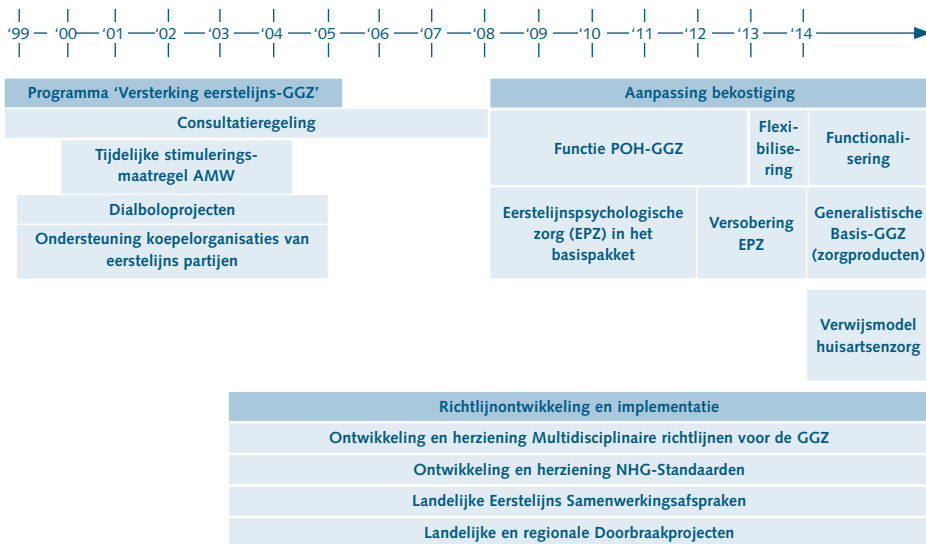 ‘99 ‘00 ‘01 ‘02 ‘03 ‘04 ‘05 ‘06 ‘07 ‘08 ‘09 ‘10 ‘11 ‘12 ‘13 ‘14
Programma ‘Versterking eerstelijns-GGZ’
Consultatieregeling
Tijdelijke stimulerings-
maatregel AMW
Dialboloprojecten
Ondersteuning koepelorganisaties van
eerstelijns partijen
Aanpassing bekostiging
Functie POH-GGZ
Flexi-
bilise-
ring
Functionali-
sering
Eerstelijnspsychologische
zorg (EPZ) in het
basispakket
Versobering
EPZ
Generalistische
Basis-GGZ
(zorgproducten)
Verwijsmodel
huisartsenzorg
Richtlijnontwikkeling en implementatie
Ontwikkeling en herziening Multidisciplinaire richtlijnen voor de GGZ
Ontwikkeling en herziening NHG-Standaarden
Landelijke Eerstelijns Samenwerkingsafspraken
Landelijke en regionale Doorbraakprojecten